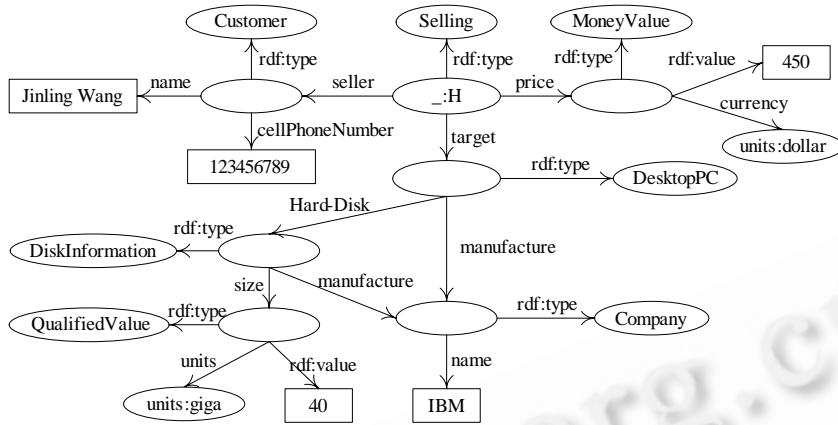 Customer
Selling
MoneyValue
rdf:type
rdf:type
rdf:type
rdf:value
450
Jinling Wang
name
seller
_:H
price
currency
cellPhoneNumber
units:dollar
123456789
target
rdf:type
DesktopPC
Hard-Disk
rdf:type
DiskInformation
manufacture
size
manufacture
rdf:type
rdf:type
QualifiedValue
Company
units
rdf:value
name
units:giga
40
IBM